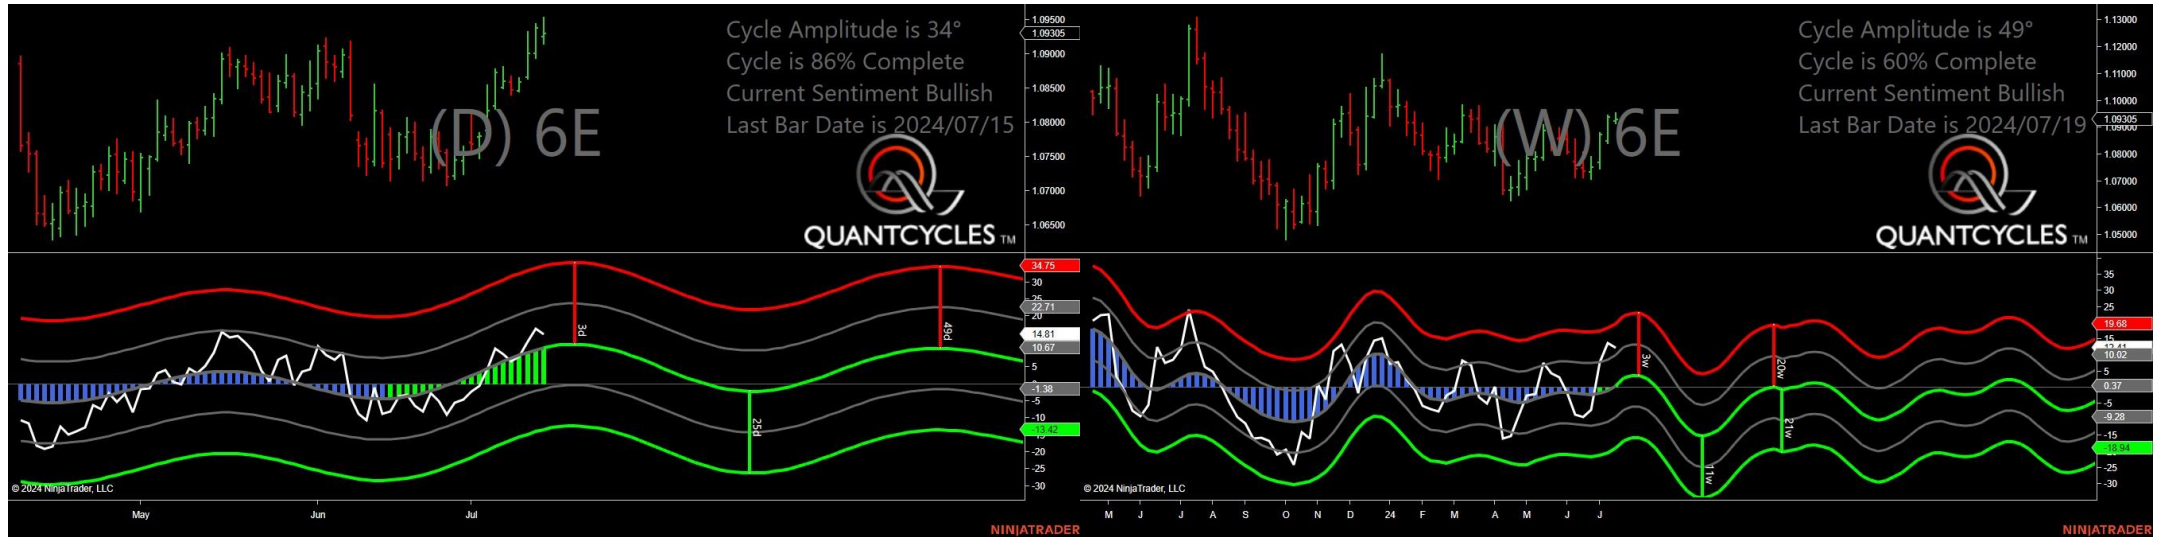 Cycle Amplitude is 34°
Cycle is 86% Complete
Current Sentiment Bullish
Last Bar Date is 2024/07/15
(D) 6E
QUANTCYCLES TM
1.09500
1.09305
1.09000
1.08500
1.08000
1.07500
1.07000
1.06500
34.75
30
25
22.71
20
14.81
10.67
5
-1.38
-5
-10
-13.42
-20
-25
-30
3d
49d
25d
© 2024 NinjaTrader, LLC
May Jun Jul
NINJATRADER
Cycle Amplitude is 49°
Cycle is 60% Complete
Current Sentiment Bullish
Last Bar Date is 2024/07/19
(W) 6E
QUANTCYCLES TM
1.13000
1.12000
1.11000
1.10000
1.09305
1.09000
1.08000
1.07000
1.06000
1.05000
35
30
25
19.68
15
10.02
5
0.37
-5
-9.28
-15
-18.94
-25
-30
3w
20w
21w
11w
© 2024 NinjaTrader, LLC
M J J A S O N D 24 F M A M J J
NINJATRADER